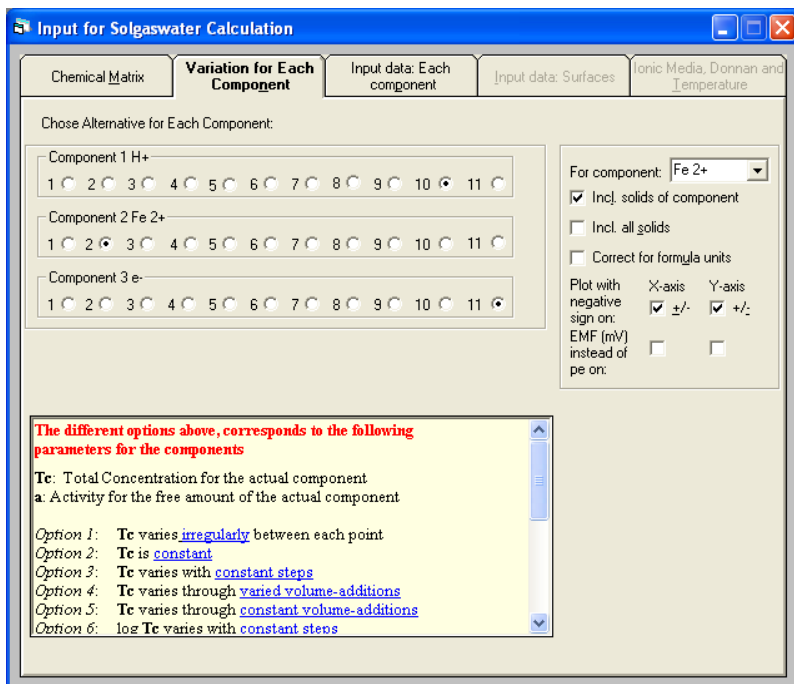 Input for Solgaswater Calculation
Chemical Matrix
Variation for Each
Component
Input data: Each
component
Input data: Surfaces
Ionic Media, Donnan and
Temperature
Chose Alternative for Each Component:
Component 1 H+
1 2 3 4 5 6 7 8 9 10 11
Component 2 Fe 2+
1 2 3 4 5 6 7 8 9 10 11
Component 3 e-
1 2 3 4 5 6 7 8 9 10 11
For component: Fe 2+
Incl. solids of component
Incl. all solids
Correct for formula units
Plot with
negative
sign on:
X-axis Y-axis
+/- +/-
EMF (mV)
instead of
pe on:
The different options above, corresponds to the following
parameters for the components
Tc: Total Concentration for the actual component
a: Activity for the free amount of the actual component
Option 1: Tc varies irregularly between each point
Option 2: Tc is constant
Option 3: Tc varies with constant steps
Option 4: Tc varies through varied volume-additions
Option 5: Tc varies through constant volume-additions
Option 6: log Tc varies with constant steps